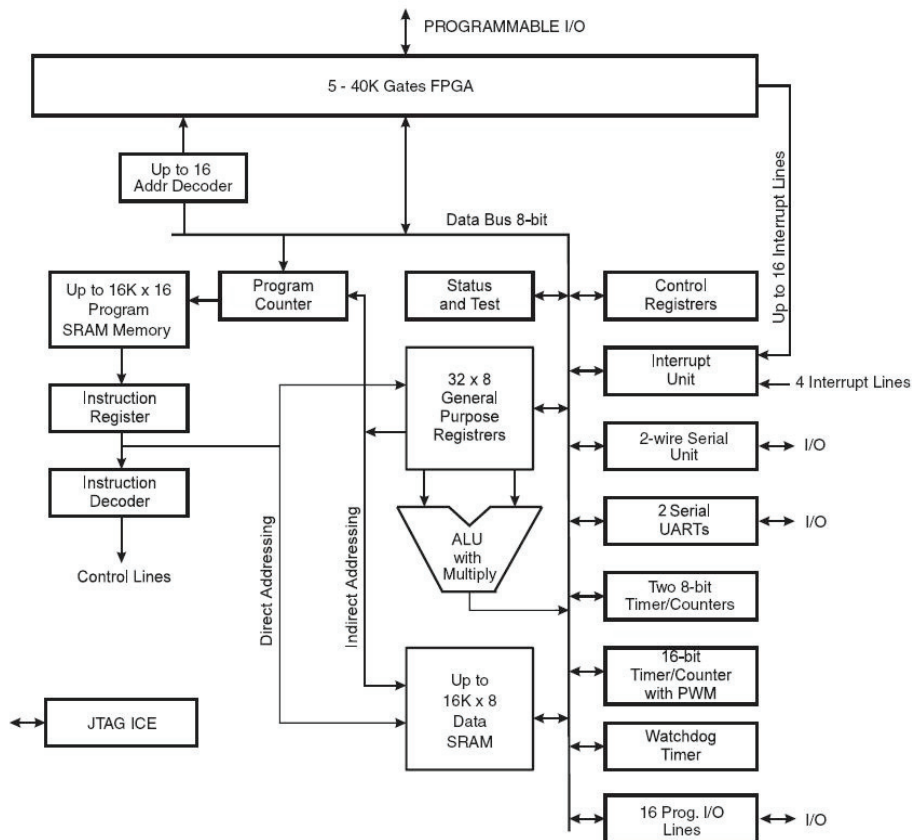 PROGRAMMABLE I/O
5 - 40K Gates FPGA
Up to 16
Addr Decoder
Data Bus 8-bit
Up to 16 Interrupt Lines
Up to 16K x 16
Program
SRAM Memory
Program
Counter
Status
and Test
Control
Registrers
Interrupt
Unit
4 Interrupt Lines
Instruction
Register
32 x 8
General
Purpose
Registrers
2-wire Serial
Unit
I/O
Instruction
Decoder
Control Lines
2 Serial
UARTs
I/O
ALU
with
Multiply
Direct Addressing
Indirect Addressing
Two 8-bit
Timer/Counters
Up to
16K x 8
Data
SRAM
16-bit
Timer/Counter
with PWM
JTAG ICE
Watchdog
Timer
16 Prog. I/O
Lines
I/O